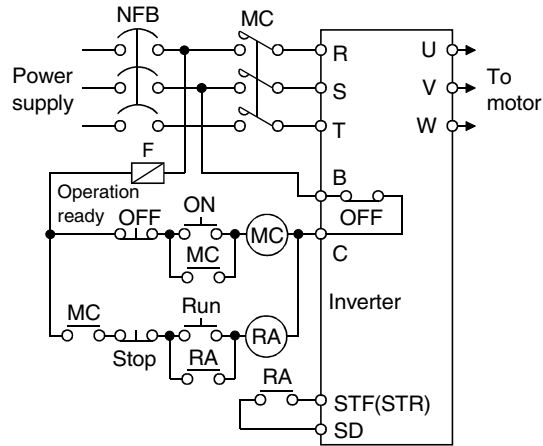 NFB MC
R U
Power supply S V To motor
T W
F
B
Operation ready
OFF ON MC OFF
MC C
Inverter
MC Run RA
Stop RA
RA STF(STR)
SD